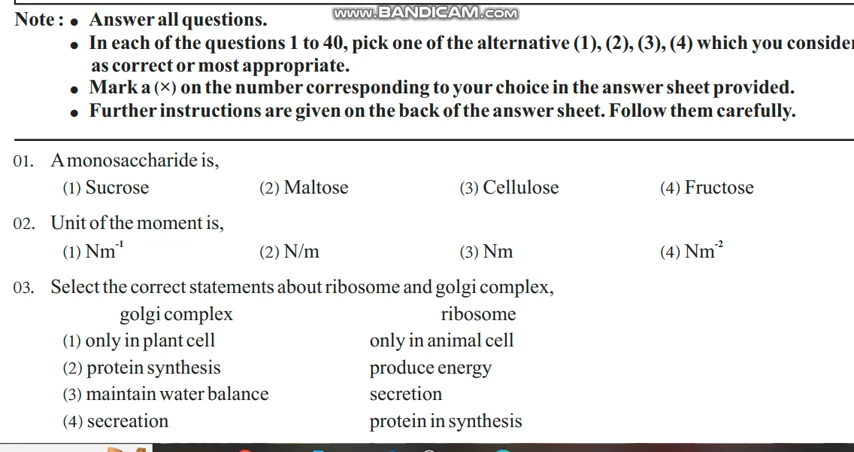 www.BANDICAM.com
Note : • Answer all questions.
• In each of the questions 1 to 40, pick one of the alternative (1), (2), (3), (4) which you consider
as correct or most appropriate.
• Mark a (×) on the number corresponding to your choice in the answer sheet provided.
• Further instructions are given on the back of the answer sheet. Follow them carefully.
01. A monosaccharide is,
(1) Sucrose (2) Maltose (3) Cellulose (4) Fructose
02. Unit of the moment is,
(1) Nm⁻¹ (2) N/m (3) Nm (4) Nm⁻²
03. Select the correct statements about ribosome and golgi complex,
golgi complex ribosome
(1) only in plant cell only in animal cell
(2) protein synthesis produce energy
(3) maintain water balance secretion
(4) secreation protein in synthesis